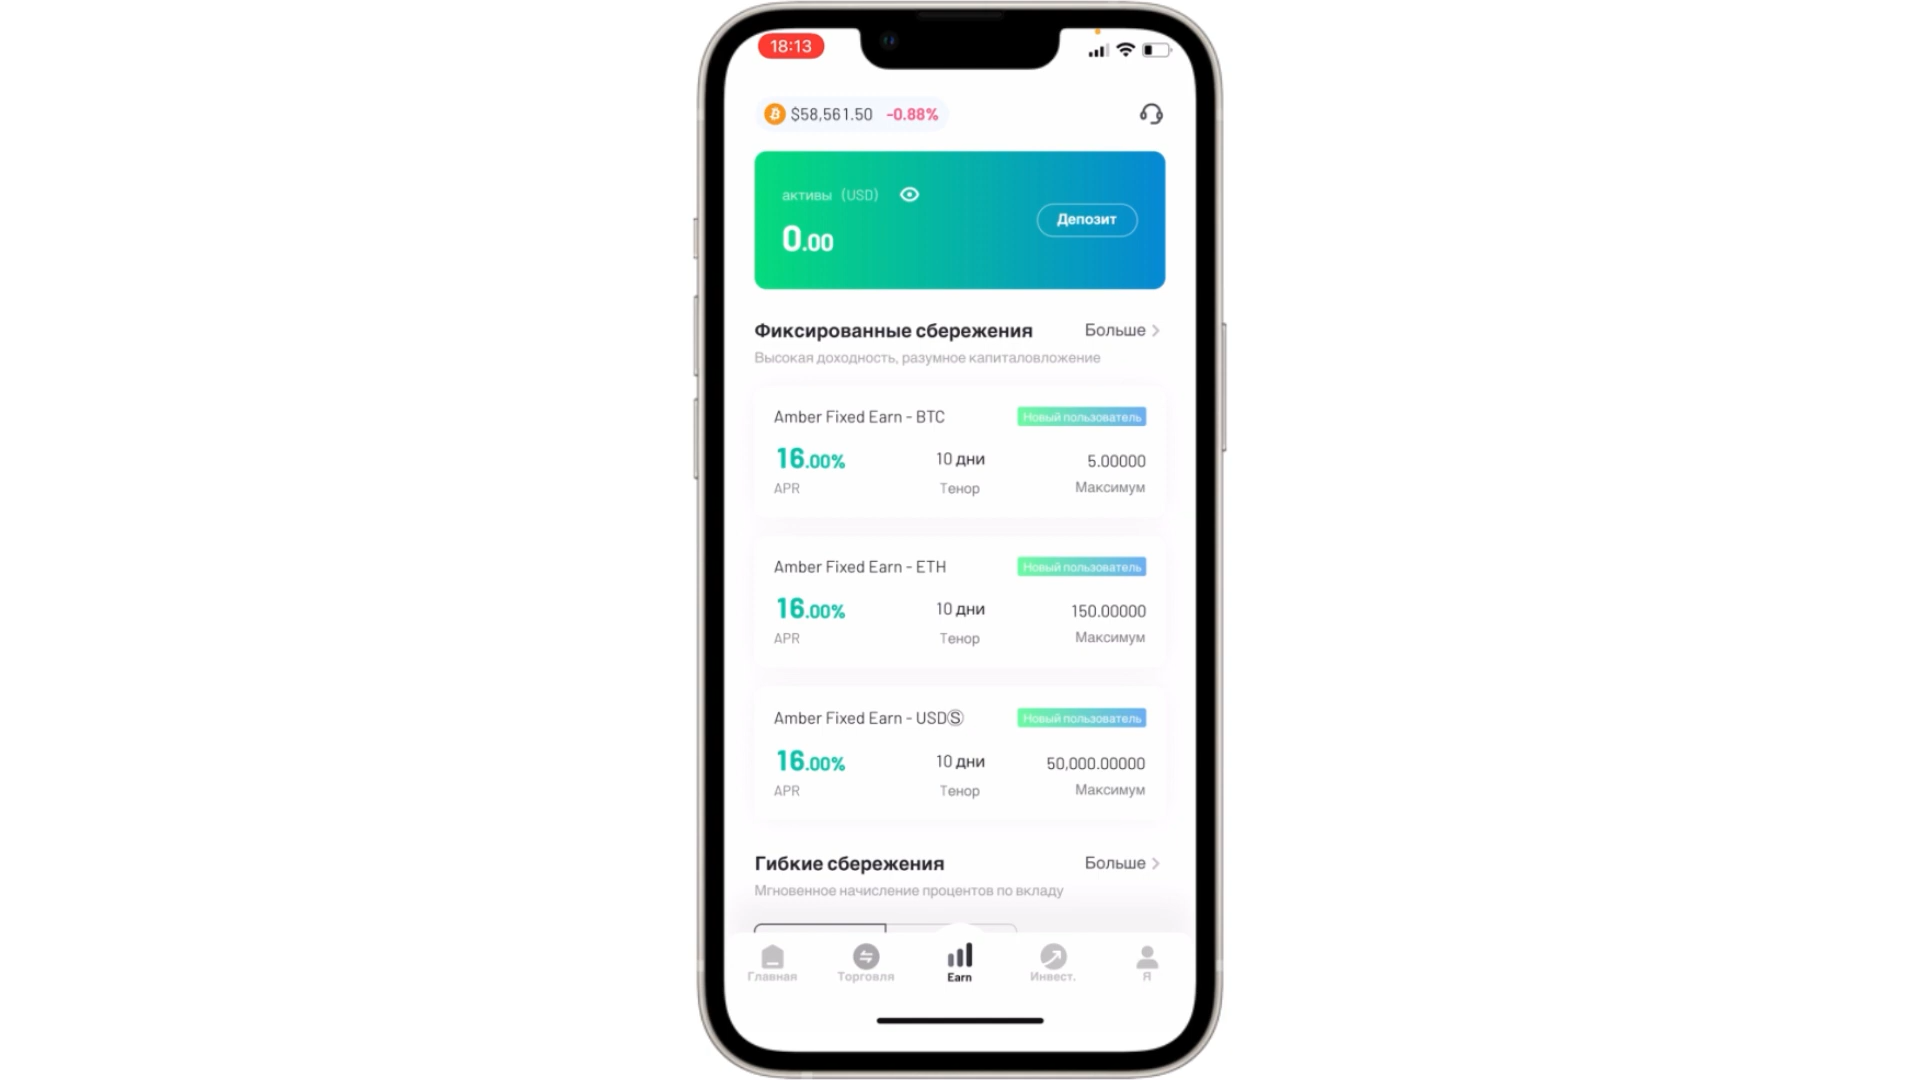 18:13
$58,561.50 -0.88%
активы (USD)
0.00
Депозит
Фиксированные сбережения Больше
Высокая доходность, разумное капиталовложение
Amber Fixed Earn - BTC Новый пользователь
16.00% 10 дни 5.00000
APR Тенор Максимум
Amber Fixed Earn - ETH Новый пользователь
16.00% 10 дни 150.00000
APR Тенор Максимум
Amber Fixed Earn - USDⓈ Новый пользователь
16.00% 10 дни 50,000.00000
APR Тенор Максимум
Гибкие сбережения Больше
Мгновенное начисление процентов по вкладу
Главная Торговля Earn Инвест. Я